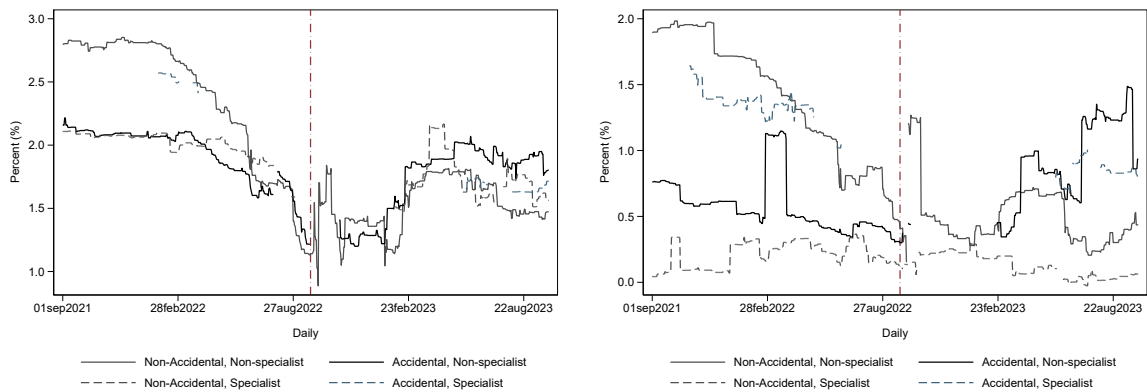 3.0
2.5
2.0
1.5
1.0
Percent (%)
01sep2021 28feb2022 27aug2022 23feb2023 22aug2023
Daily
Non-Accidental, Non-specialist Accidental, Non-specialist
Non-Accidental, Specialist Accidental, Specialist
2.0
1.5
1.0
0.5
0.0
Percent (%)
01sep2021 28feb2022 27aug2022 23feb2023 22aug2023
Daily
Non-Accidental, Non-specialist Accidental, Non-specialist
Non-Accidental, Specialist Accidental, Specialist